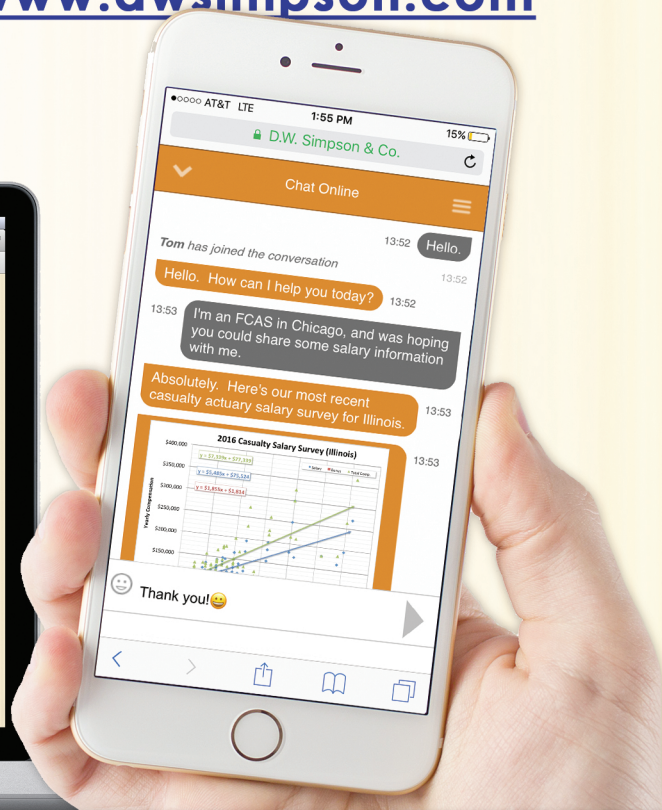 www.dwsimpson.com
AT&T LTE
1:55 PM
15%
D.W. Simpson & Co.
Chat Online
13:52
Hello.
Tom has joined the conversation
13:52
Hello. How can I help you today?
13:52
13:53
I'm an FCAS in Chicago, and was hoping
you could share some salary information
with me.
Absolutely. Here's our most recent
casualty actuary salary survey for Illinois.
13:53
13:53
2016 Casualty Salary Survey (Illinois)
$400,000
$350,000
$300,000
$250,000
$200,000
$150,000
Yearly Compensation
Salary
Bonus
Total Comp.
Thank you!😀